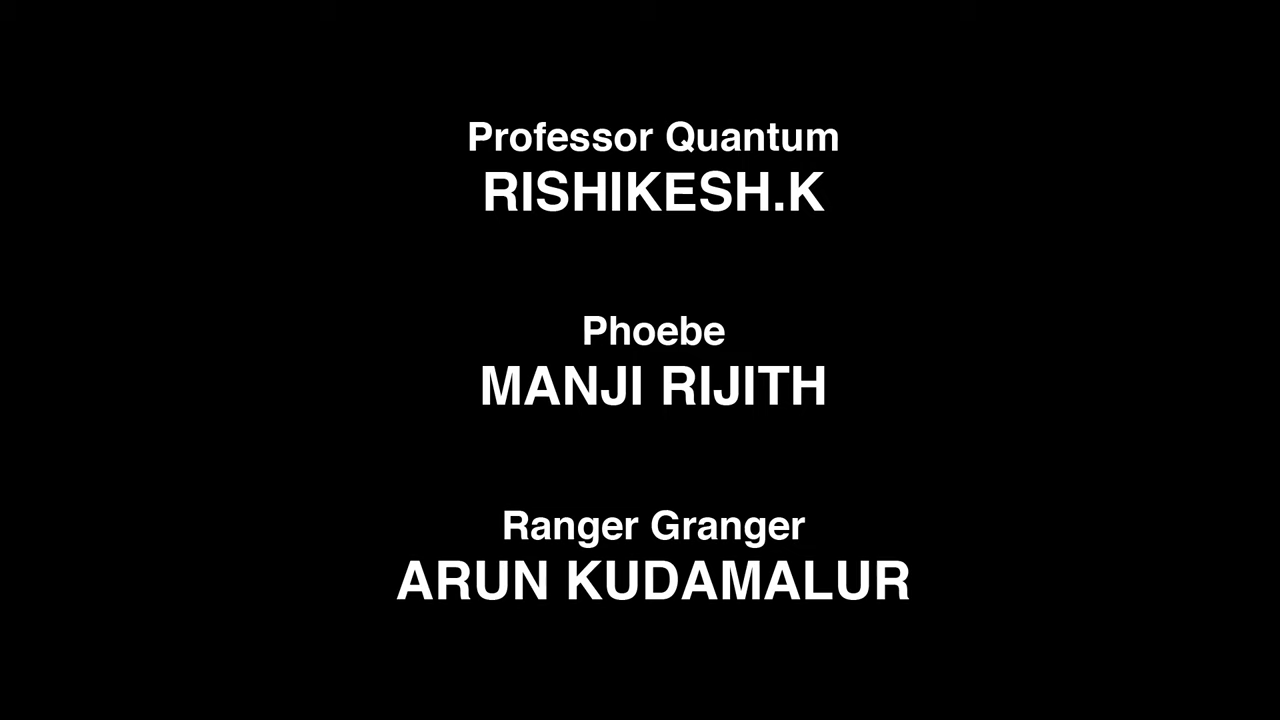 Professor Quantum
RISHIKESH.K
Phoebe
MANJI RIJITH
Ranger Granger
ARUN KUDAMALUR